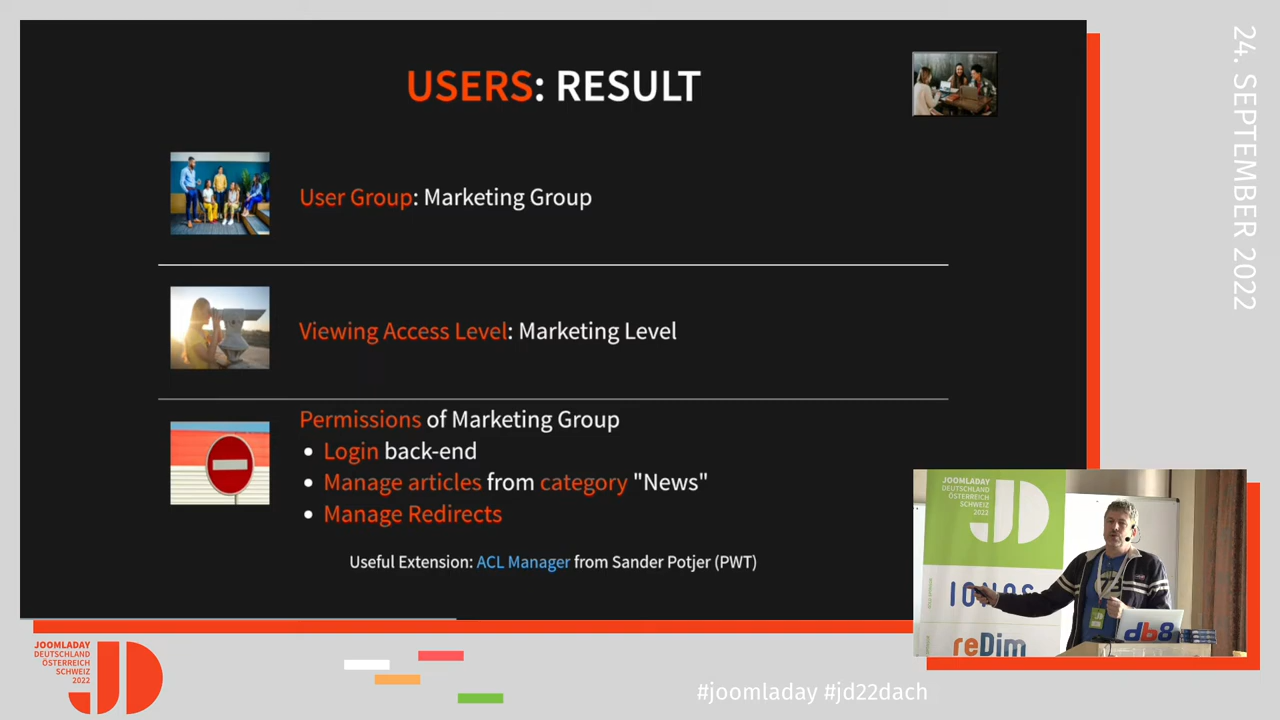 USERS: RESULT
User Group: Marketing Group
Viewing Access Level: Marketing Level
Permissions of Marketing Group
Login back-end
Manage articles from category "News"
Manage Redirects
Useful Extension: ACL Manager from Sander Potjer (PWT)
24. SEPTEMBER 2022
JOOMLADAY
DEUTSCHLAND
ÖSTERREICH
SCHWEIZ
2022
IONOS
reDim
db8
JOOMLADAY
DEUTSCHLAND
ÖSTERREICH
SCHWEIZ
2022
#joomladay #jd22dach